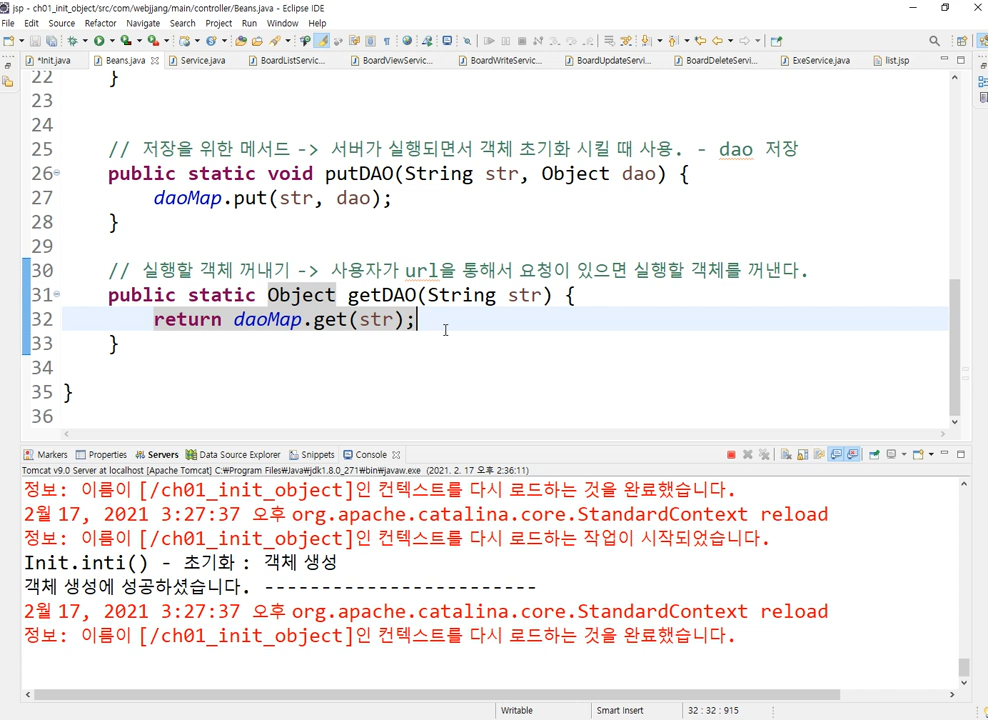 jsp - ch01_init_object/src/com/webjjang/main/controller/Beans.java - Eclipse IDE
File Edit Source Refactor Navigate Search Project Run Window Help
*Init.java Beans.java Service.java BoardListServic... BoardViewServic... BoardWriteServic... BoardUpdateServi... BoardDeleteServi... ExeService.java list.jsp
22 }
23
24
25 // 저장을 위한 메서드 -> 서버가 실행되면서 객체 초기화 시킬 때 사용. - dao 저장
26 public static void putDAO(String str, Object dao) {
27 daoMap.put(str, dao);
28 }
29
30 // 실행할 객체 꺼내기 -> 사용자가 url을 통해서 요청이 있으면 실행할 객체를 꺼낸다.
31 public static Object getDAO(String str) {
32 return daoMap.get(str);
33 }
34
35 }
36
Markers Properties Servers Data Source Explorer Snippets Console
Tomcat v9.0 Server at localhost [Apache Tomcat] C:₩Program Files₩Java₩jdk1.8.0_271₩bin₩javaw.exe (2021. 2. 17 오후 2:36:11)
정보: 이름이 [/ch01_init_object]인 컨텍스트를 다시 로드하는 것을 완료했습니다.
2월 17, 2021 3:27:37 오후 org.apache.catalina.core.StandardContext reload
정보: 이름이 [/ch01_init_object]인 컨텍스트를 다시 로드하는 작업이 시작되었습니다.
Init.inti() - 초기화 : 객체 생성
객체 생성에 성공하셨습니다. ------------------------
2월 17, 2021 3:27:37 오후 org.apache.catalina.core.StandardContext reload
정보: 이름이 [/ch01_init_object]인 컨텍스트를 다시 로드하는 것을 완료했습니다.
Writable Smart Insert 32 : 32 : 915